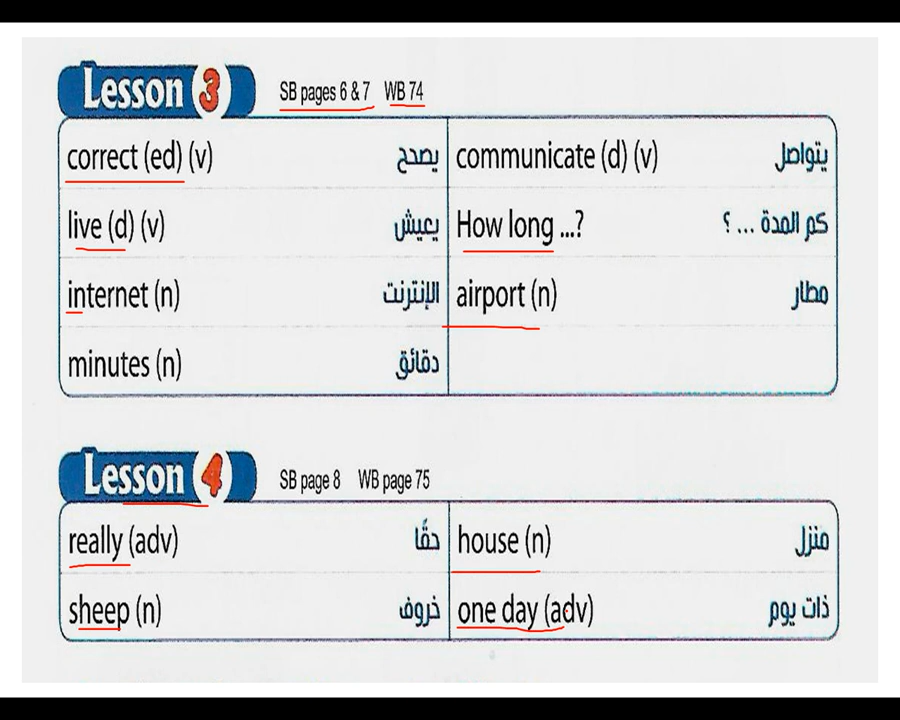 Lesson 3 SB pages 6 & 7 WB 74
correct (ed) (v) يصحح communicate (d) (v) يتواصل
live (d) (v) يعيش How long ...? كم المدة ... ؟
internet (n) الإنترنت airport (n) مطار
minutes (n) دقائق
Lesson 4 SB page 8 WB page 75
really (adv) حقًا house (n) منزل
sheep (n) خروف one day (adv) ذات يوم